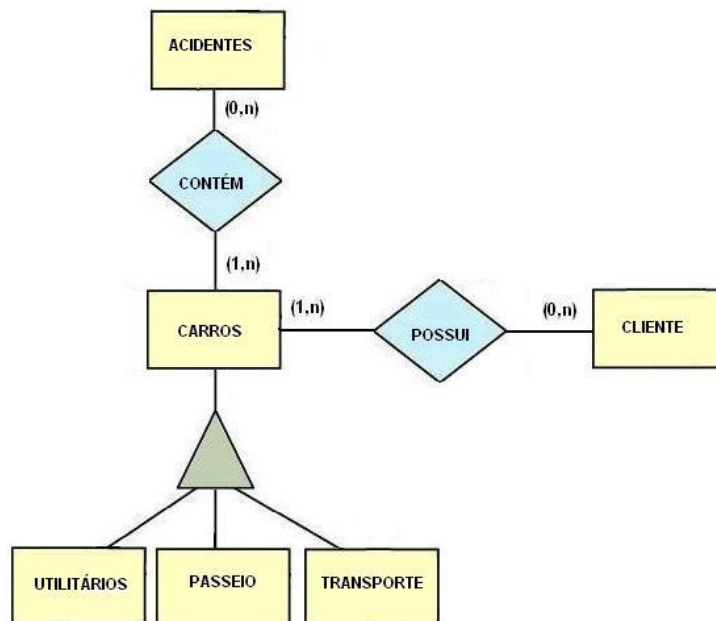 ACIDENTES
(0,n)
CONTÉM
(1,n)
CARROS
(1,n)
POSSUI
(0,n)
CLIENTE
UTILITÁRIOS
PASSEIO
TRANSPORTE